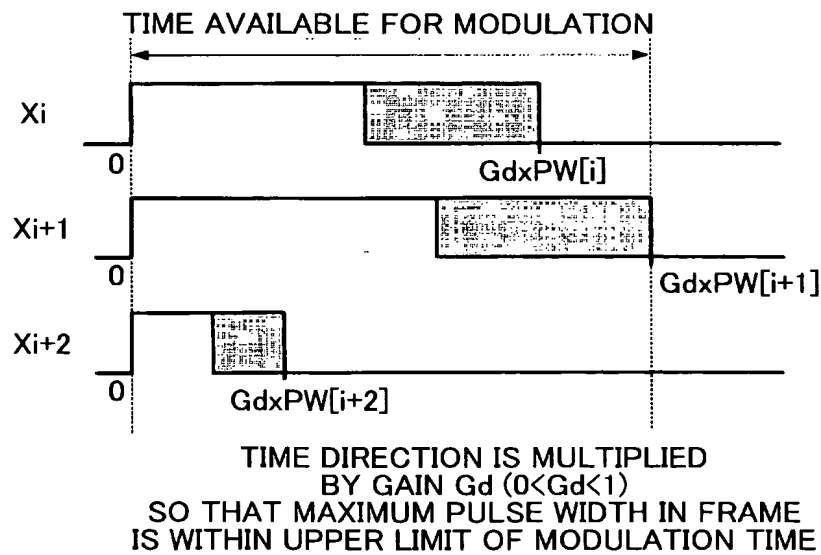 TIME AVAILABLE FOR MODULATION
Xi
0
GdxPW[i]
Xi+1
0
GdxPW[i+1]
Xi+2
0
GdxPW[i+2]
TIME DIRECTION IS MULTIPLIED
BY GAIN Gd (0<Gd<1)
SO THAT MAXIMUM PULSE WIDTH IN FRAME
IS WITHIN UPPER LIMIT OF MODULATION TIME